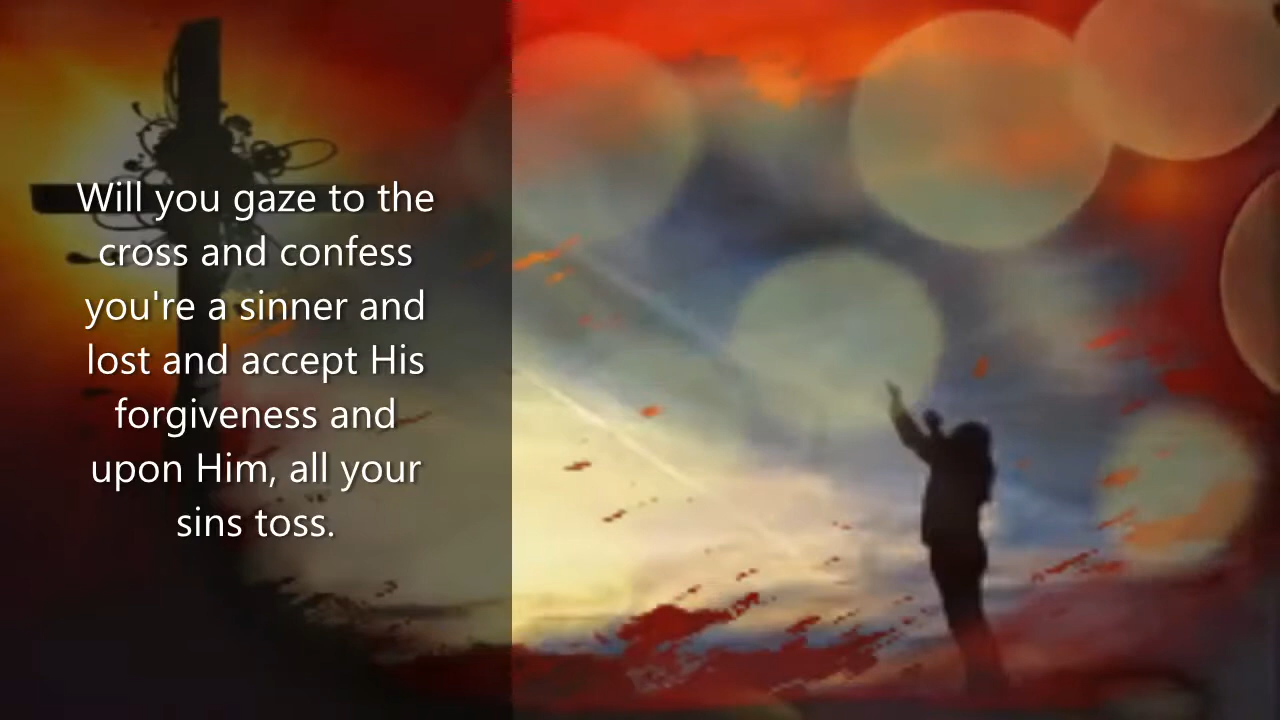 Will you gaze to the
cross and confess
you're a sinner and
lost and accept His
forgiveness and
upon Him, all your
sins toss.